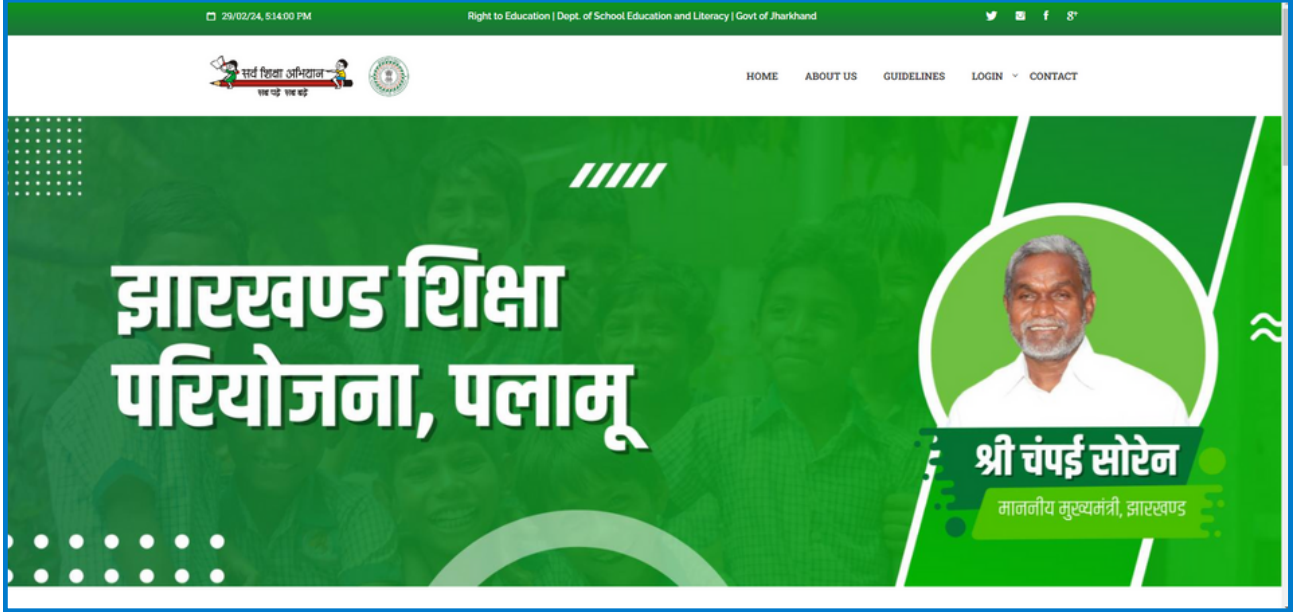 29/02/24, 5:14:00 PM
Right to Education | Dept. of School Education and Literacy | Govt of Jharkhand
सर्व शिक्षा अभियान
सब पढ़े सब बढ़े
HOME ABOUT US GUIDELINES LOGIN CONTACT
झारखण्ड शिक्षा
परियोजना, पलामू
श्री चंपई सोरेन
माननीय मुख्यमंत्री, झारखण्ड